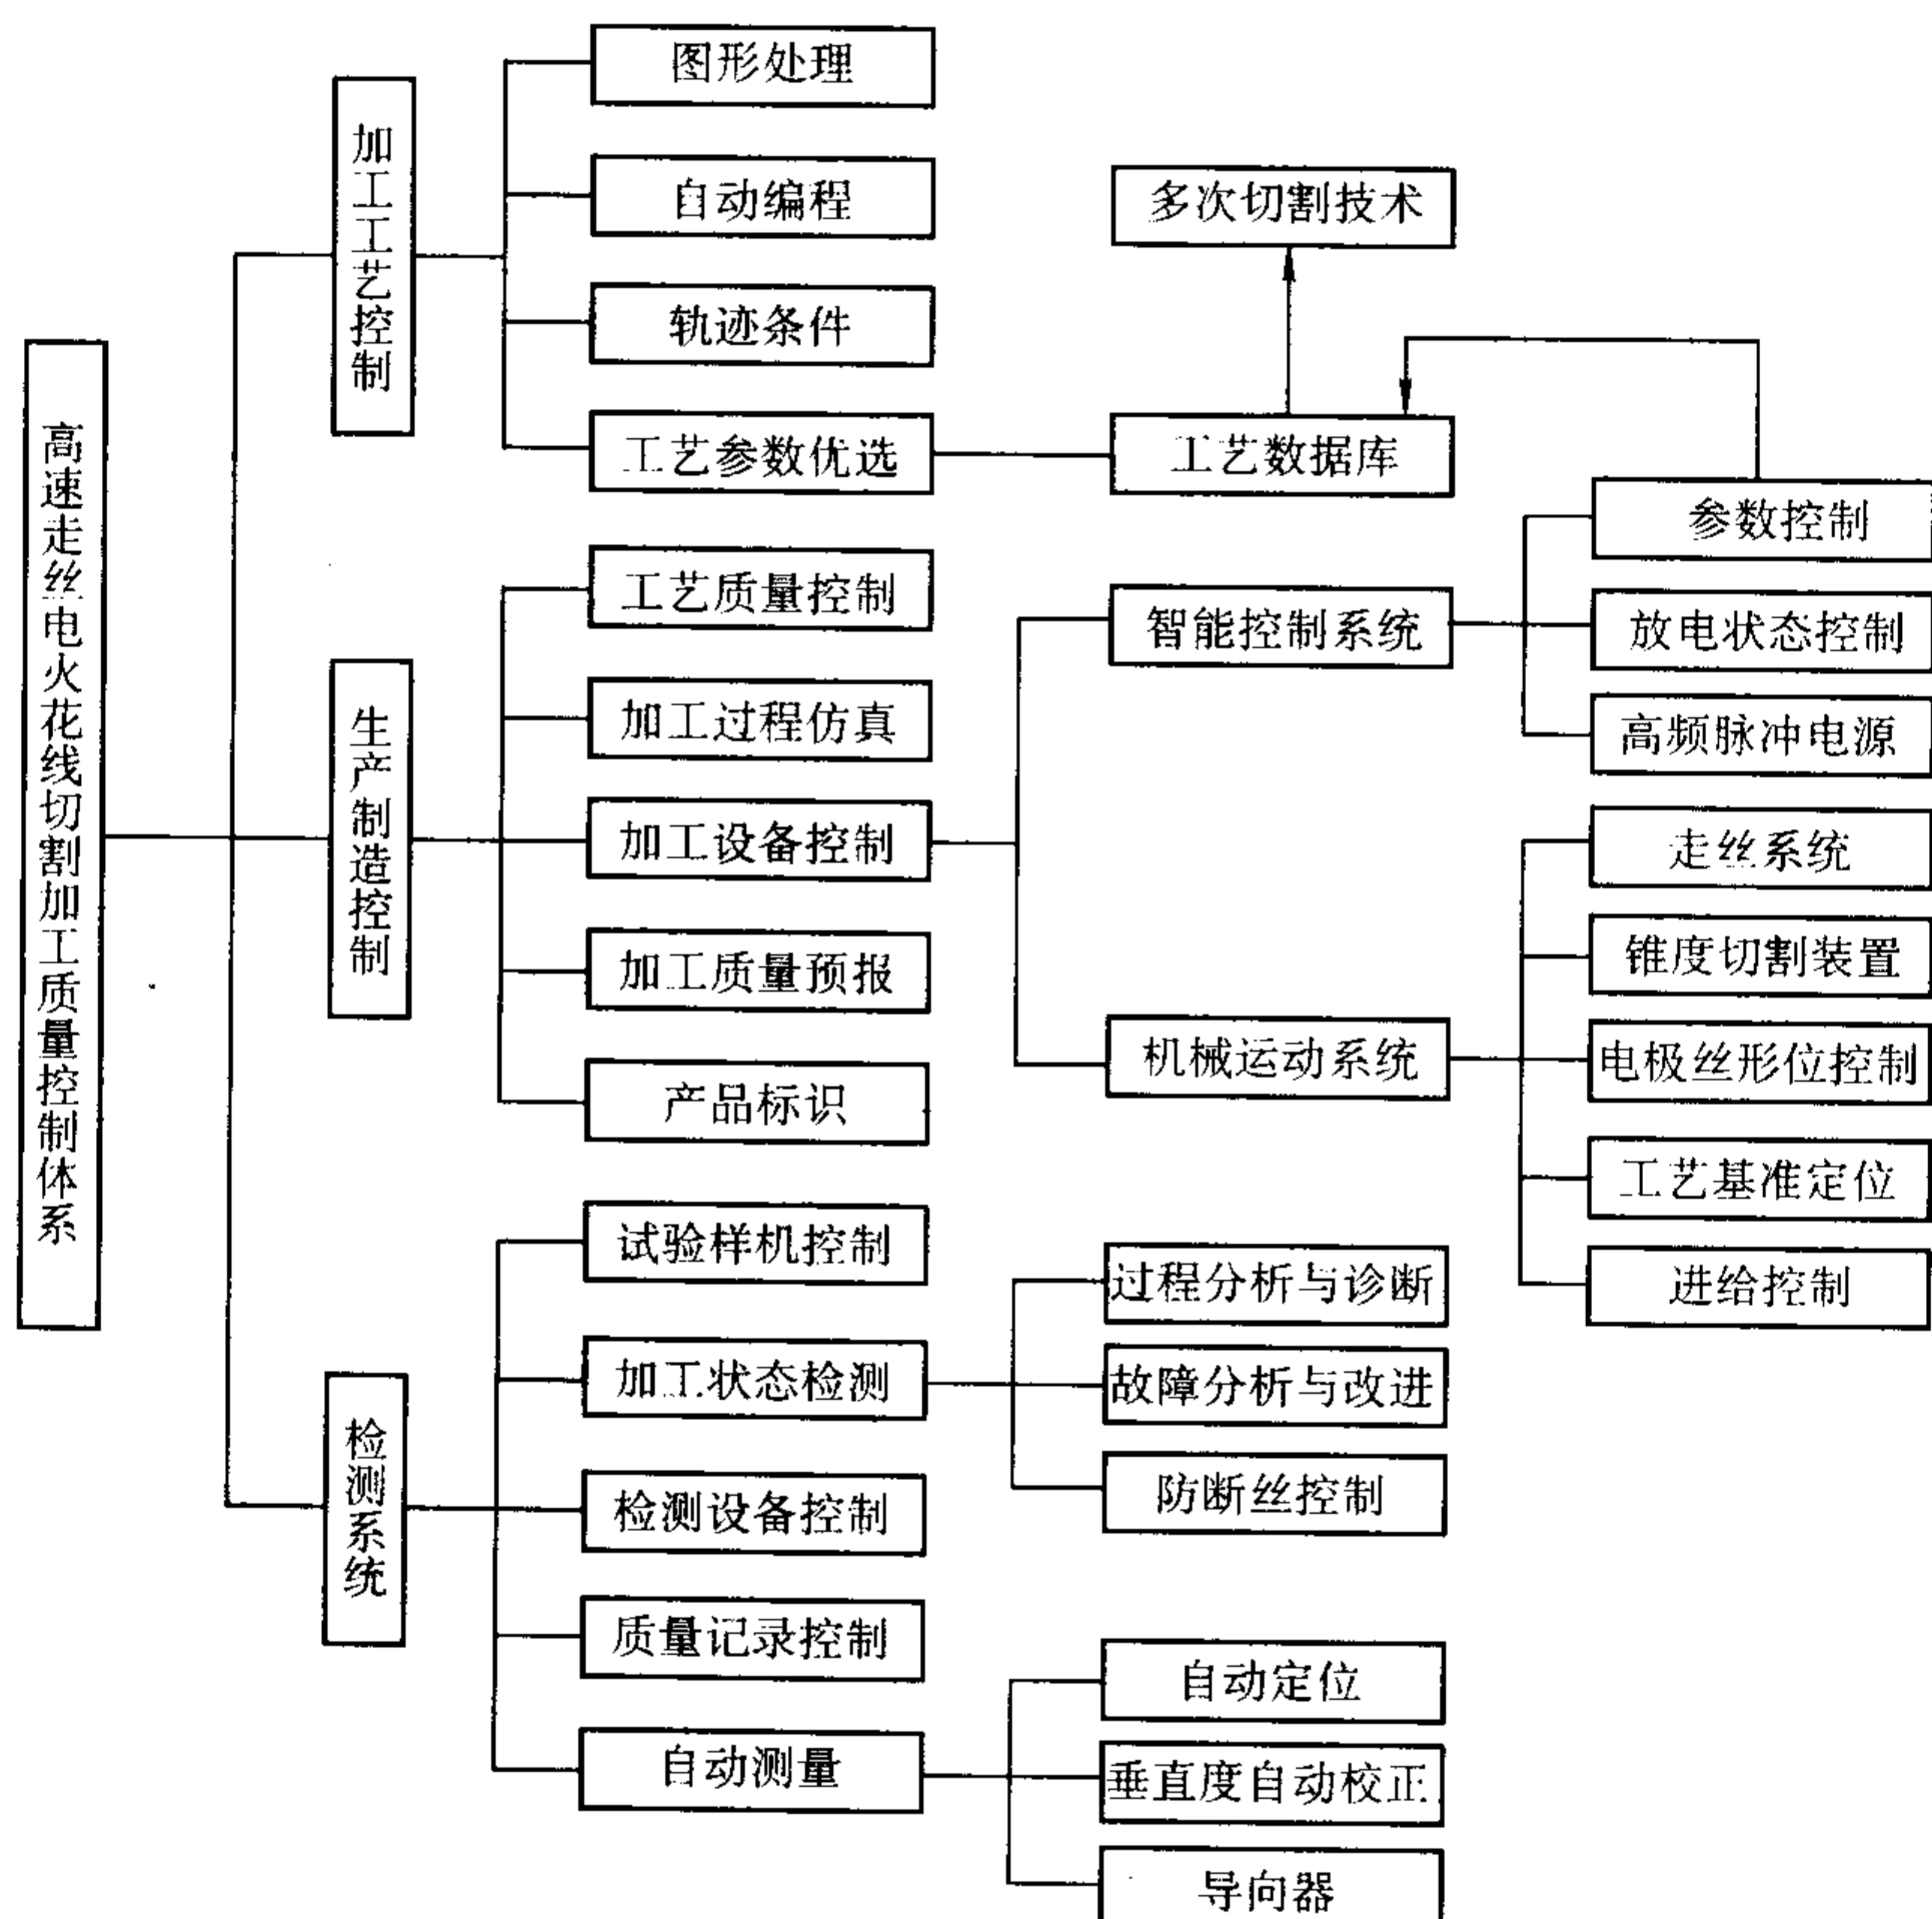 高速走丝电火花线切割加工质量控制体系
加工工艺控制
图形处理
自动编程
轨迹条件
工艺参数优选
工艺数据库
多次切割技术
生产制造控制
工艺质量控制
加工过程仿真
加工设备控制
智能控制系统
参数控制
放电状态控制
高频脉冲电源
机械运动系统
走丝系统
锥度切割装置
电极丝形位控制
工艺基准定位
进给控制
加工质量预报
产品标识
检测系统
试验样机控制
加工状态检测
过程分析与诊断
故障分析与改进
防断丝控制
检测设备控制
质量记录控制
自动测量
自动定位
垂直度自动校正
导向器